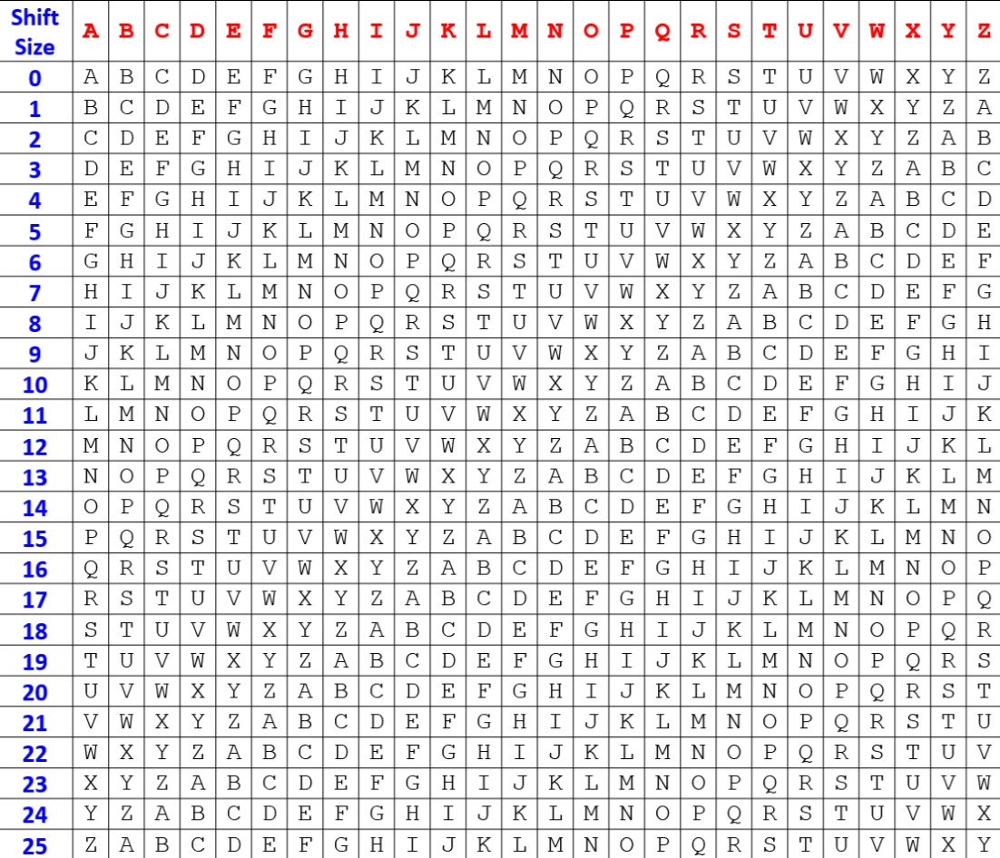 Shift Size A B C D E F G H I J K L M N O P Q R S T U V W X Y Z
0 A B C D E F G H I J K L M N O P Q R S T U V W X Y Z
1 B C D E F G H I J K L M N O P Q R S T U V W X Y Z A
2 C D E F G H I J K L M N O P Q R S T U V W X Y Z A B
3 D E F G H I J K L M N O P Q R S T U V W X Y Z A B C
4 E F G H I J K L M N O P Q R S T U V W X Y Z A B C D
5 F G H I J K L M N O P Q R S T U V W X Y Z A B C D E
6 G H I J K L M N O P Q R S T U V W X Y Z A B C D E F
7 H I J K L M N O P Q R S T U V W X Y Z A B C D E F G
8 I J K L M N O P Q R S T U V W X Y Z A B C D E F G H
9 J K L M N O P Q R S T U V W X Y Z A B C D E F G H I
10 K L M N O P Q R S T U V W X Y Z A B C D E F G H I J
11 L M N O P Q R S T U V W X Y Z A B C D E F G H I J K
12 M N O P Q R S T U V W X Y Z A B C D E F G H I J K L
13 N O P Q R S T U V W X Y Z A B C D E F G H I J K L M
14 O P Q R S T U V W X Y Z A B C D E F G H I J K L M N
15 P Q R S T U V W X Y Z A B C D E F G H I J K L M N O
16 Q R S T U V W X Y Z A B C D E F G H I J K L M N O P
17 R S T U V W X Y Z A B C D E F G H I J K L M N O P Q
18 S T U V W X Y Z A B C D E F G H I J K L M N O P Q R
19 T U V W X Y Z A B C D E F G H I J K L M N O P Q R S
20 U V W X Y Z A B C D E F G H I J K L M N O P Q R S T
21 V W X Y Z A B C D E F G H I J K L M N O P Q R S T U
22 W X Y Z A B C D E F G H I J K L M N O P Q R S T U V
23 X Y Z A B C D E F G H I J K L M N O P Q R S T U V W
24 Y Z A B C D E F G H I J K L M N O P Q R S T U V W X
25 Z A B C D E F G H I J K L M N O P Q R S T U V W X Y